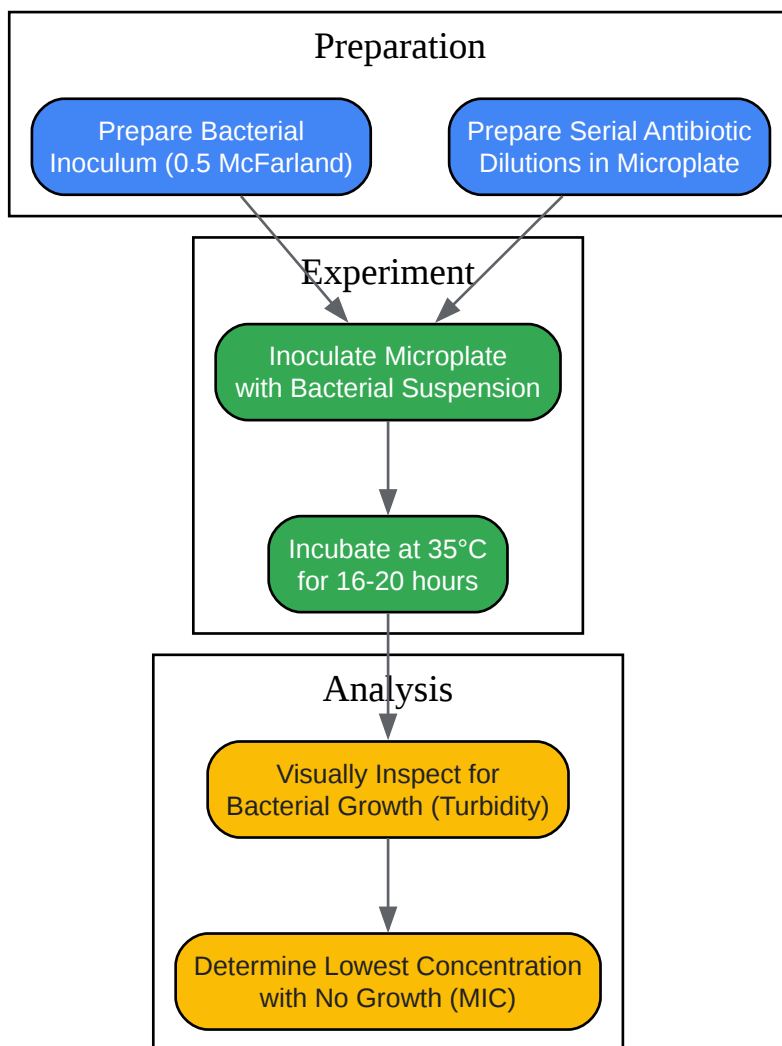 Preparation
Prepare Bacterial
Inoculum (0.5 McFarland)
Prepare Serial Antibiotic
Dilutions in Microplate
Experiment
Inoculate Microplate
with Bacterial Suspension
Incubate at 35°C
for 16-20 hours
Analysis
Visually Inspect for
Bacterial Growth (Turbidity)
Determine Lowest Concentration
with No Growth (MIC)